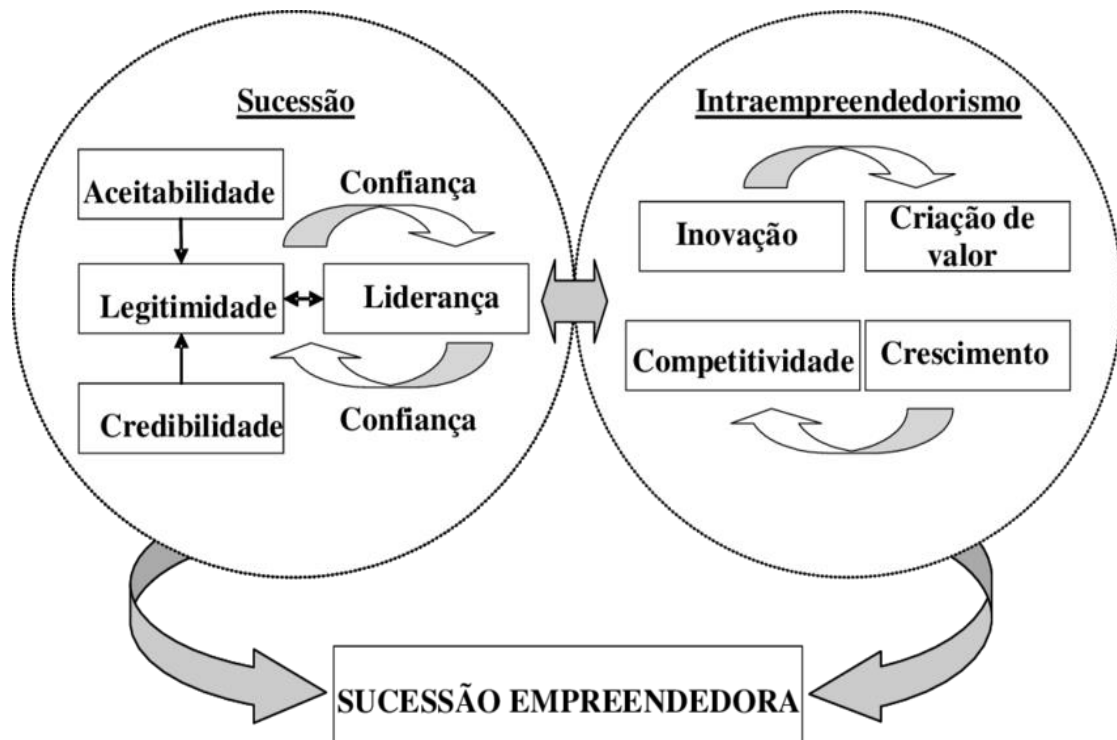 Sucessão
Aceitabilidade
Confiança
Legitimidade
Liderança
Credibilidade
Confiança
Intraempreendedorismo
Inovação
Criação de
valor
Competitividade
Crescimento
SUCESSÃO EMPREENDEDORA